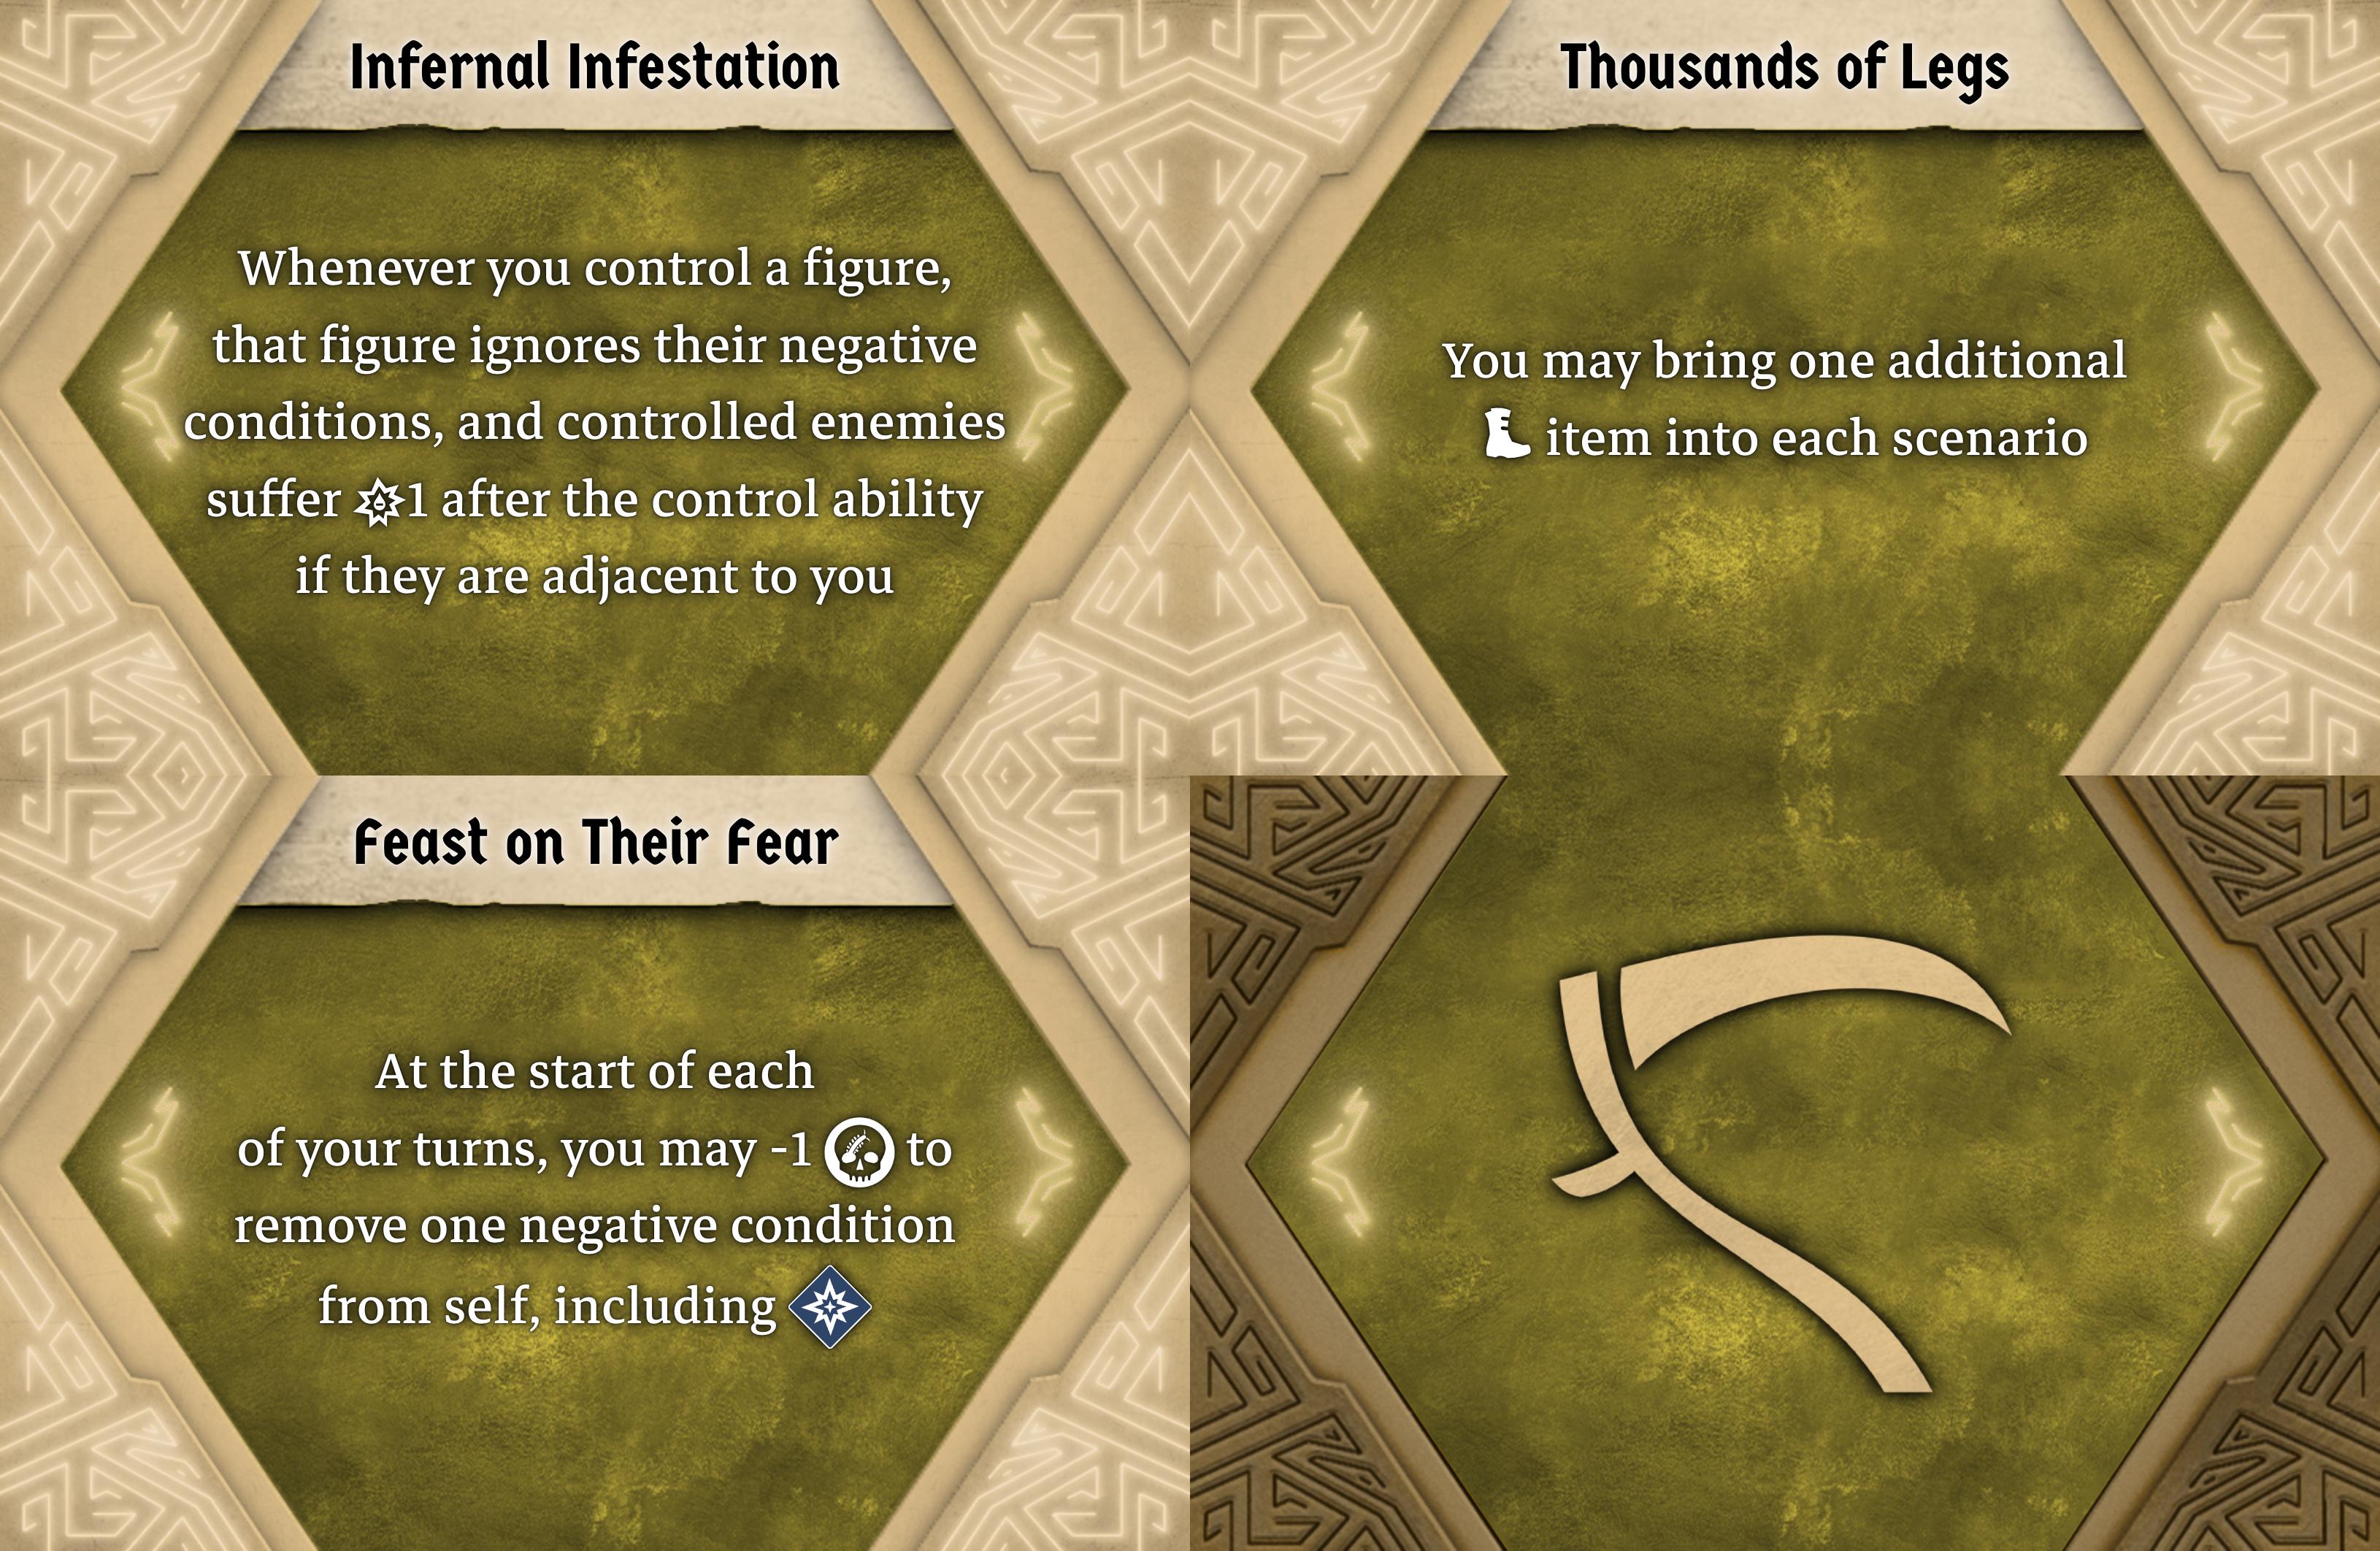 Infernal Infestation
Whenever you control a figure,
that figure ignores their negative
conditions, and controlled enemies
suffer 1 after the control ability
if they are adjacent to you
Thousands of Legs
You may bring one additional
item into each scenario
Feast on Their Fear
At the start of each
of your turns, you may -1 to
remove one negative condition
from self, including